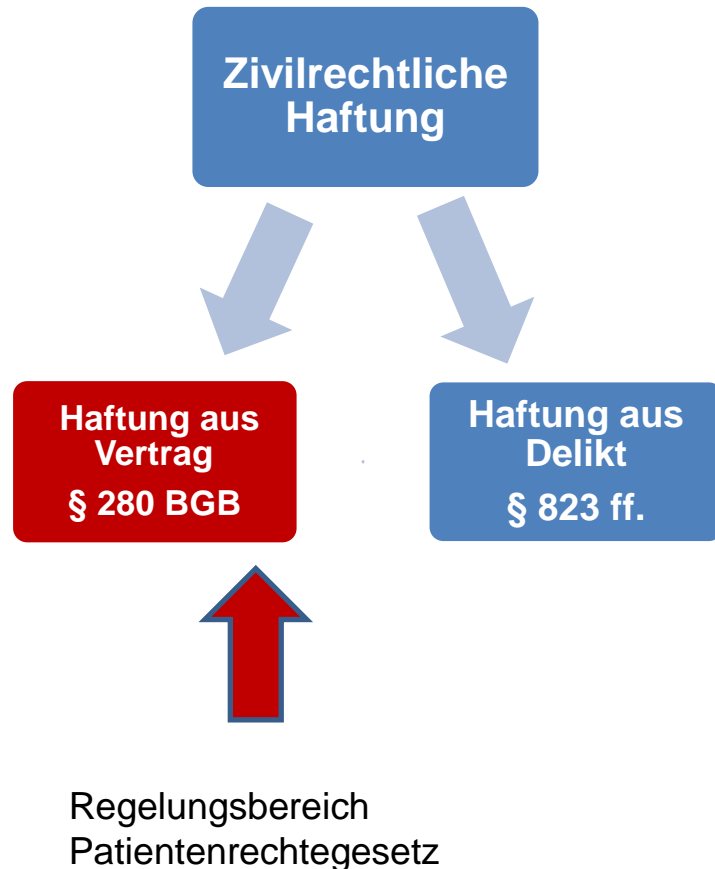 Zivilrechtliche
Haftung
Haftung aus
Vertrag
§ 280 BGB
Haftung aus
Delikt
§ 823 ff.
Regelungsbereich
Patientenrechtegesetz